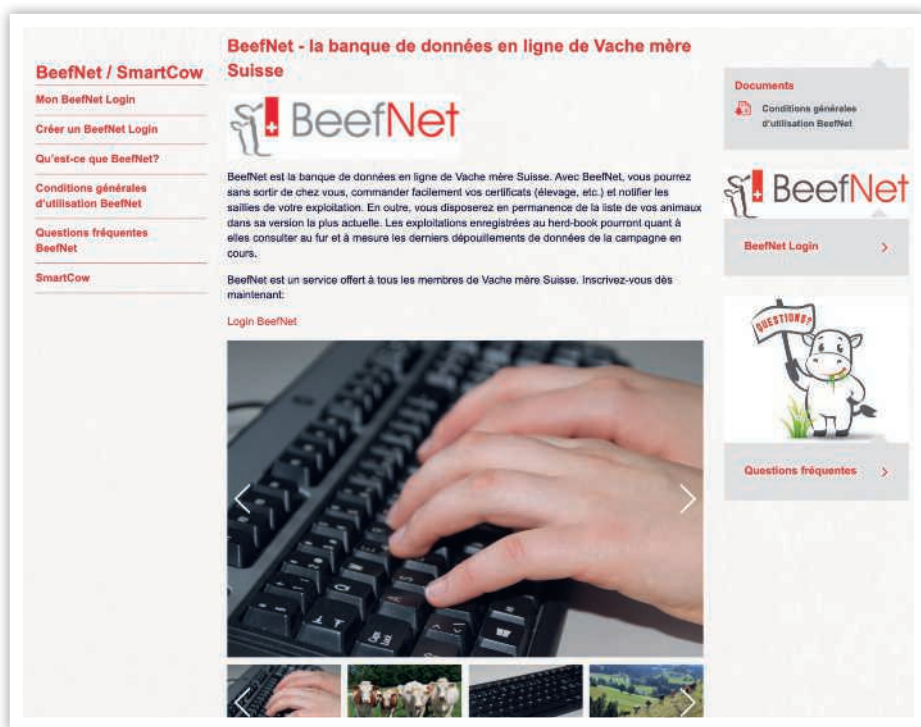 BeefNet / SmartCow
Mon BeefNet Login
Créer un BeefNet Login
Qu'est-ce que BeefNet?
Conditions générales
d'utilisation BeefNet
Questions fréquentes
BeefNet
SmartCow
BeefNet - la banque de données en ligne de Vache mère
Suisse
BeefNet
BeefNet est la banque de données en ligne de Vache mère Suisse. Avec BeefNet, vous pourrez
sans sortir de chez vous, commander facilement vos certificats (élevage, etc.) et notifier les
saillies de votre exploitation. En outre, vous disposerez en permanence de la liste de vos animaux
dans sa version la plus actuelle. Les exploitations enregistrées au herd-book pourront quant à
elles consulter au fur et à mesure les derniers dépouillements de données de la campagne en
cours.
BeefNet est un service offert à tous les membres de Vache mère Suisse. Inscrivez-vous dès
maintenant:
Login BeefNet
Documents
Conditions générales
d'utilisation BeefNet
BeefNet
BeefNet Login
QUESTIONS?
Questions fréquentes